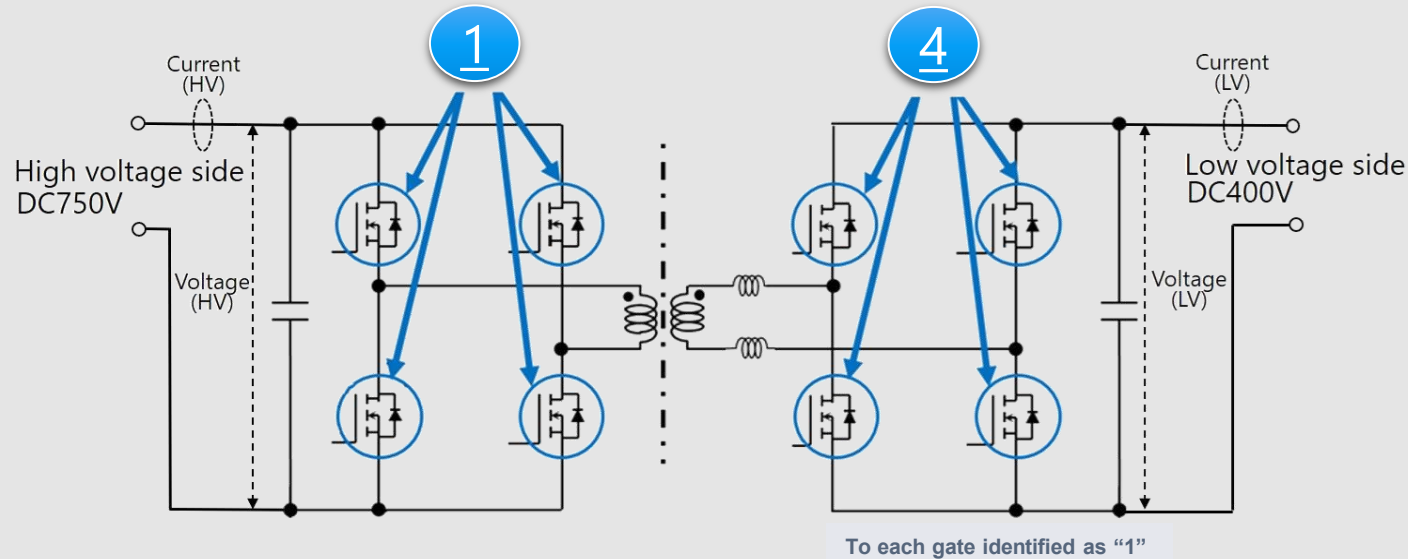 1
4
Current
(HV)
Current
(LV)
High voltage side
DC750V
Low voltage side
DC400V
Voltage
(HV)
Voltage
(LV)
To each gate identified as “1”